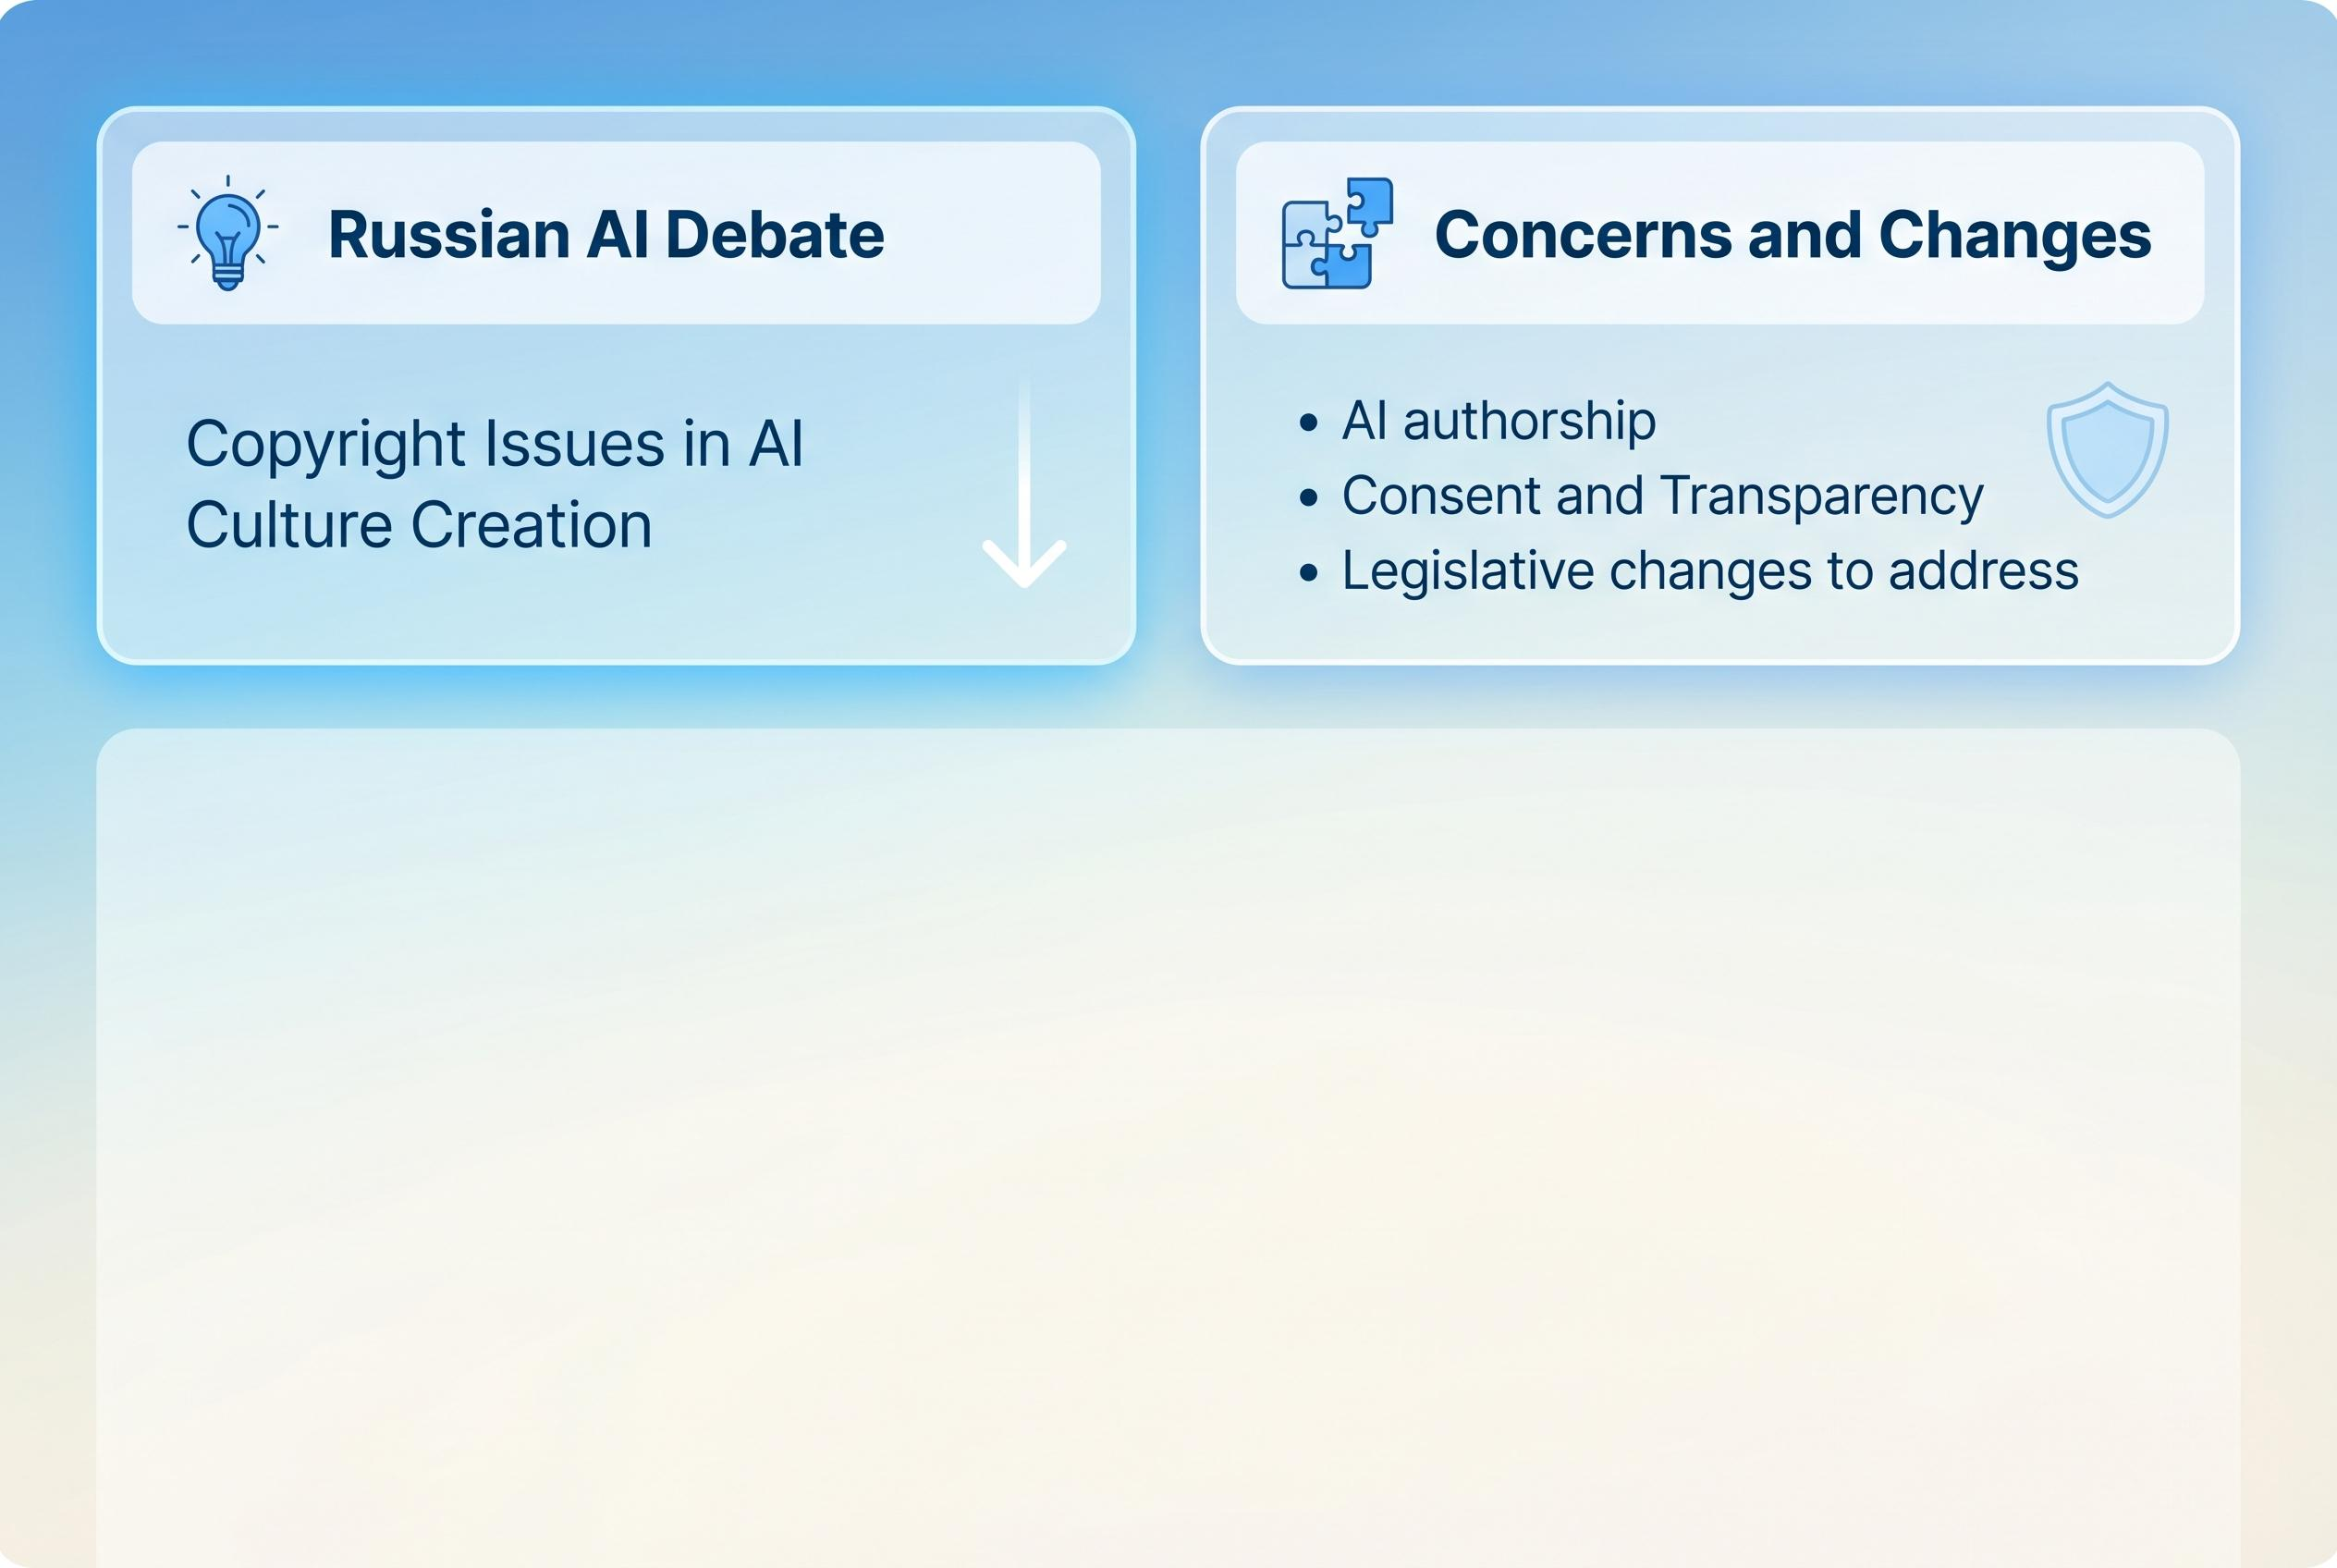 Russian AI Debate
Copyright Issues in AI
Culture Creation
Concerns and Changes
• AI authorship
• Consent and Transparency
• Legislative changes to address